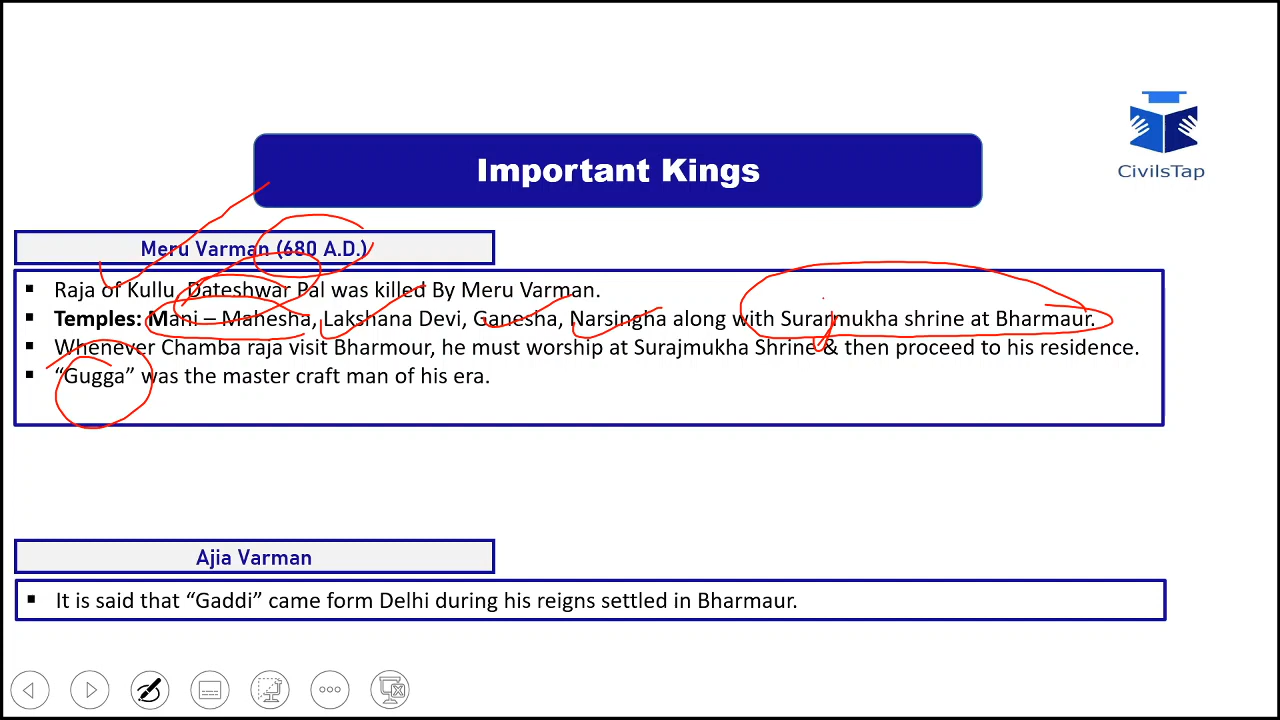 CivilsTap
Important Kings
Meru Varman (680 A.D.)
▪ Raja of Kullu, Dateshwar Pal was killed By Meru Varman.
▪ Temples: Mani – Mahesha, Lakshana Devi, Ganesha, Narsingha along with Surarmukha shrine at Bharmaur.
▪ Whenever Chamba raja visit Bharmour, he must worship at Surajmukha Shrine & then proceed to his residence.
▪ “Gugga” was the master craft man of his era.
Ajia Varman
▪ It is said that “Gaddi” came form Delhi during his reigns settled in Bharmaur.